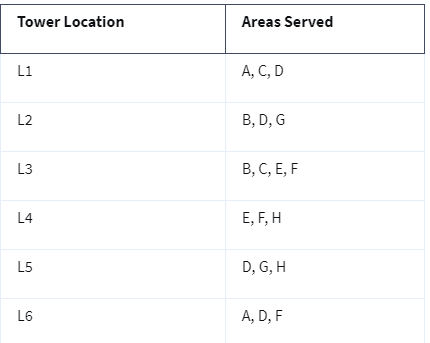 Tower Location Areas Served
L1 A, C, D
L2 B, D, G
L3 B, C, E, F
L4 E, F, H
L5 D, G, H
L6 A, D, F